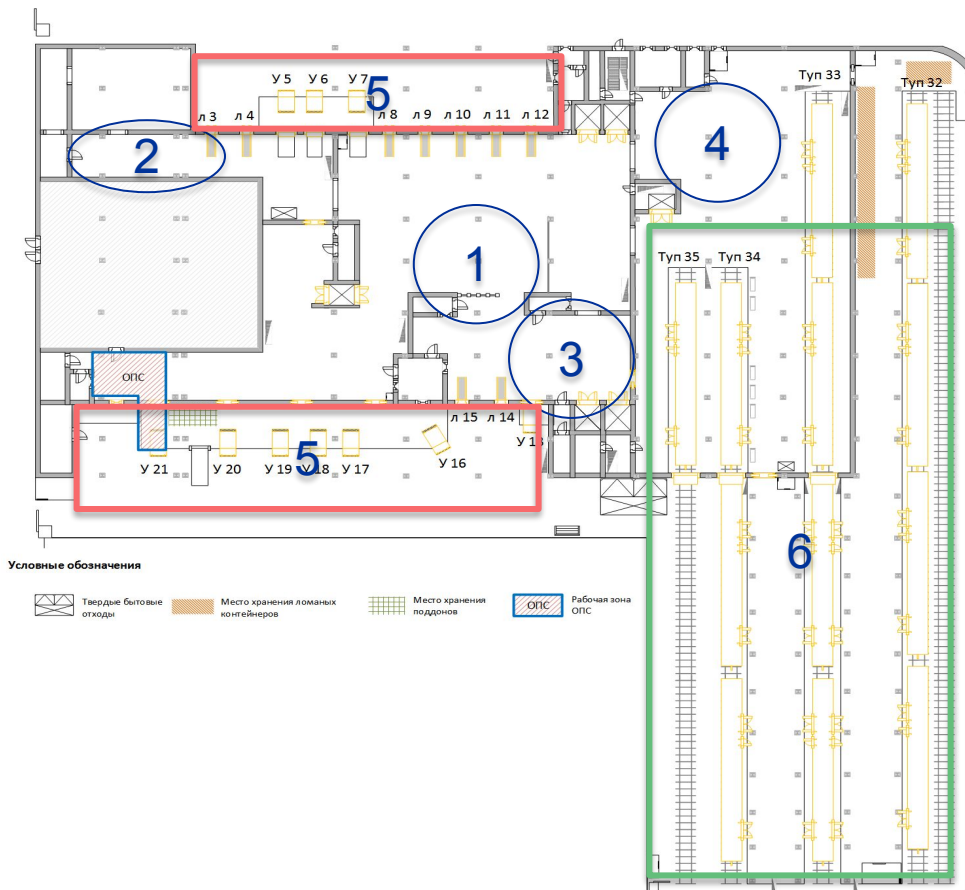 Туп 33
Туп 32
У 5
У 6
У 7
5
л 3
л 4
л 8
л 9
л 10
л 11
л 12
2
4
1
Туп 35
Туп 34
3
ОПС
л 15
л 14
У 21
У 20
У 19
5
У 18
У 17
У 16
У 13
6
Условные обозначения
Твердые бытовые
отходы
Место хранения ломаных
контейнеров
Место хранения
поддонов
ОПС
Рабочая зона
ОПС